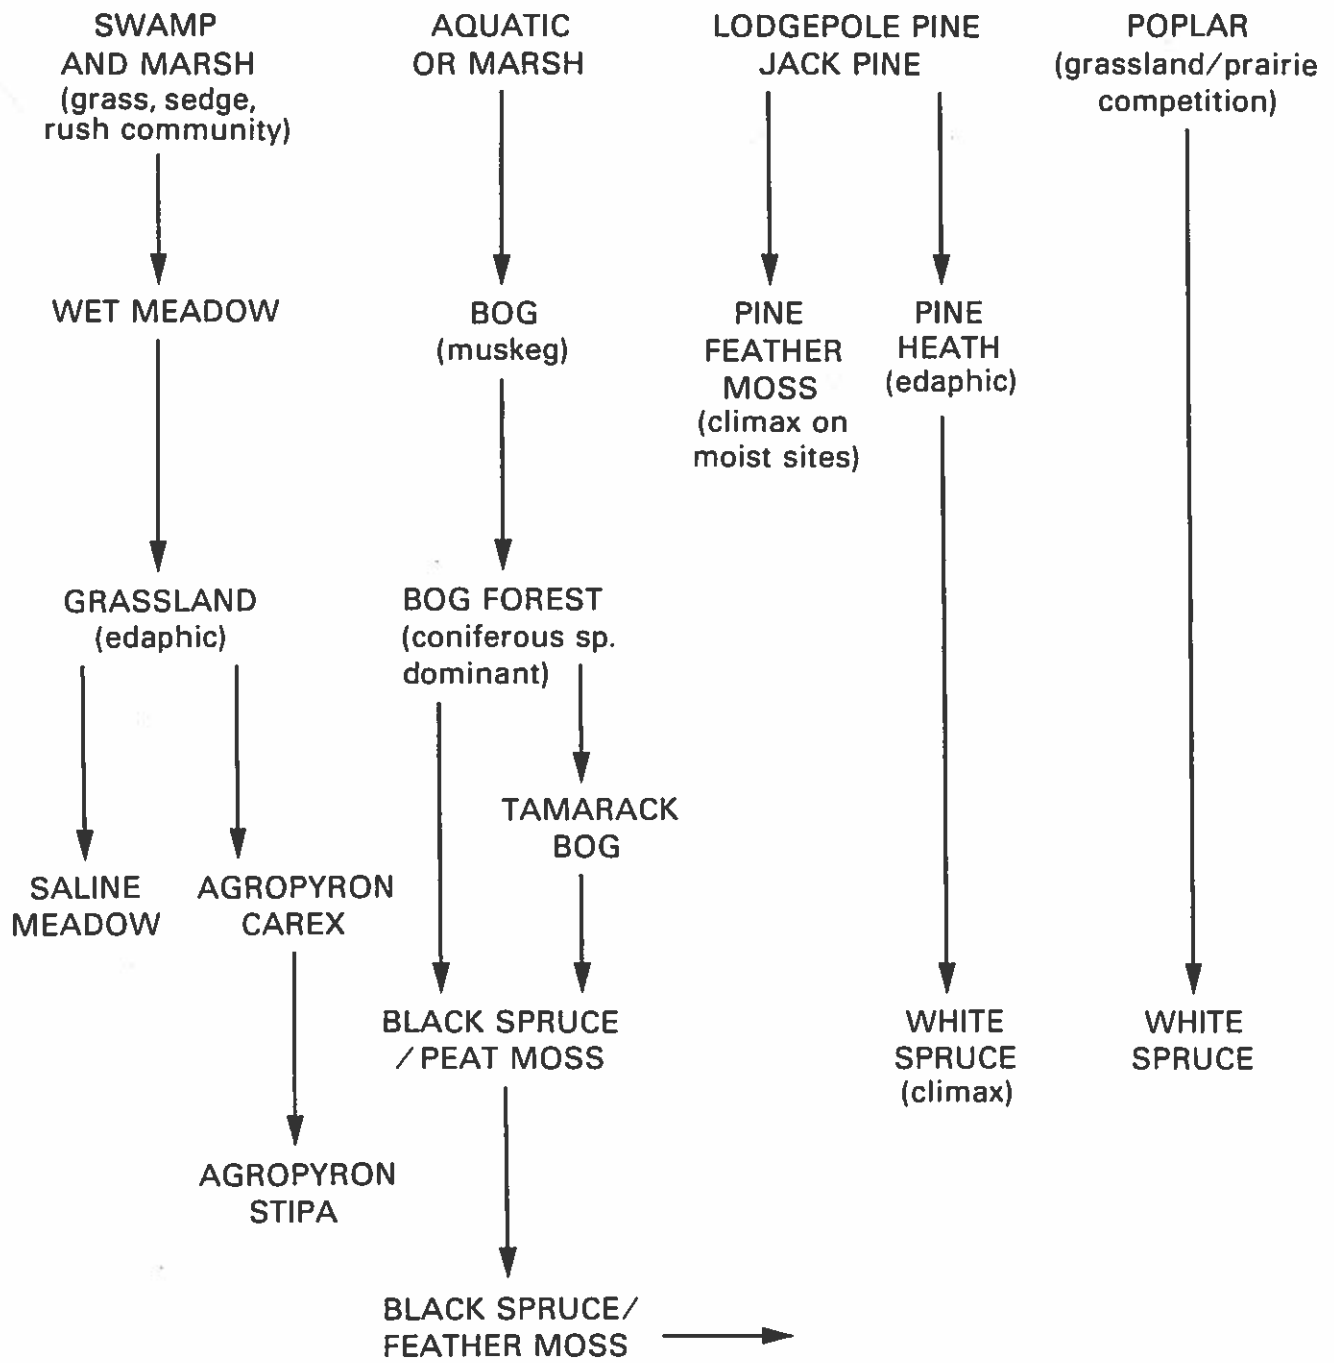 SWAMP
AND MARSH
(grass, sedge,
rush community)
AQUATIC
OR MARSH
LODGEPOLE PINE
JACK PINE
POPLAR
(grassland/prairie
competition)
WET MEADOW
BOG
(muskeg)
PINE
FEATHER
MOSS
(climax on
moist sites)
PINE
HEATH
(edaphic)
GRASSLAND
(edaphic)
BOG FOREST
(coniferous sp.
dominant)
TAMARACK
BOG
SALINE
MEADOW
AGROPYRON
CAREX
BLACK SPRUCE
/PEAT MOSS
WHITE
SPRUCE
(climax)
WHITE
SPRUCE
AGROPYRON
STIPA
BLACK SPRUCE/
FEATHER MOSS